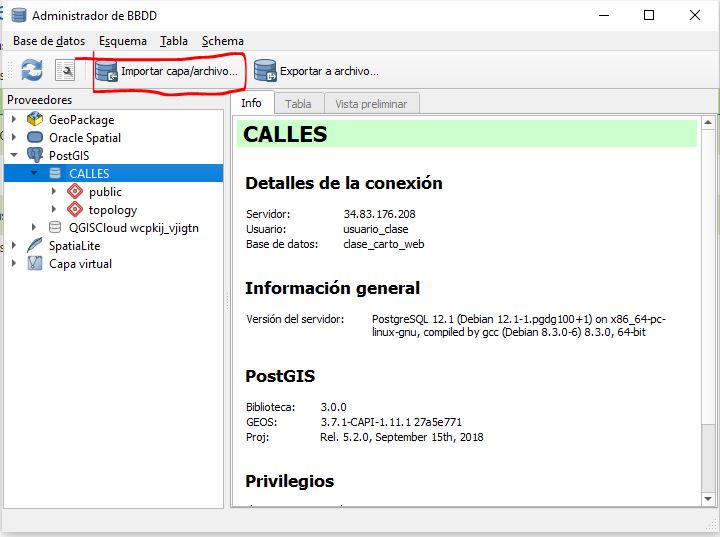 Administrador de BBDD
Base de datos Esquema Tabla Schema
Importar capa/archivo... Exportar a archivo...
Proveedores
GeoPackage
Oracle Spatial
PostGIS
CALLES
public
topology
QGISCloud wcpkij_vjigtn
SpatiaLite
Capa virtual
Info Tabla Vista preliminar
CALLES
Detalles de la conexión
Servidor: 34.83.176.208
Usuario: usuario_clase
Base de datos: clase_carto_web
Información general
Versión del servidor: PostgreSQL 12.1 (Debian 12.1-1.pgdg100+1) on x86_64-pc-
linux-gnu, compiled by gcc (Debian 8.3.0-6) 8.3.0, 64-bit
PostGIS
Biblioteca: 3.0.0
GEOS: 3.7.1-CAPI-1.11.1 27a5e771
Proj: Rel. 5.2.0, September 15th, 2018
Privilegios